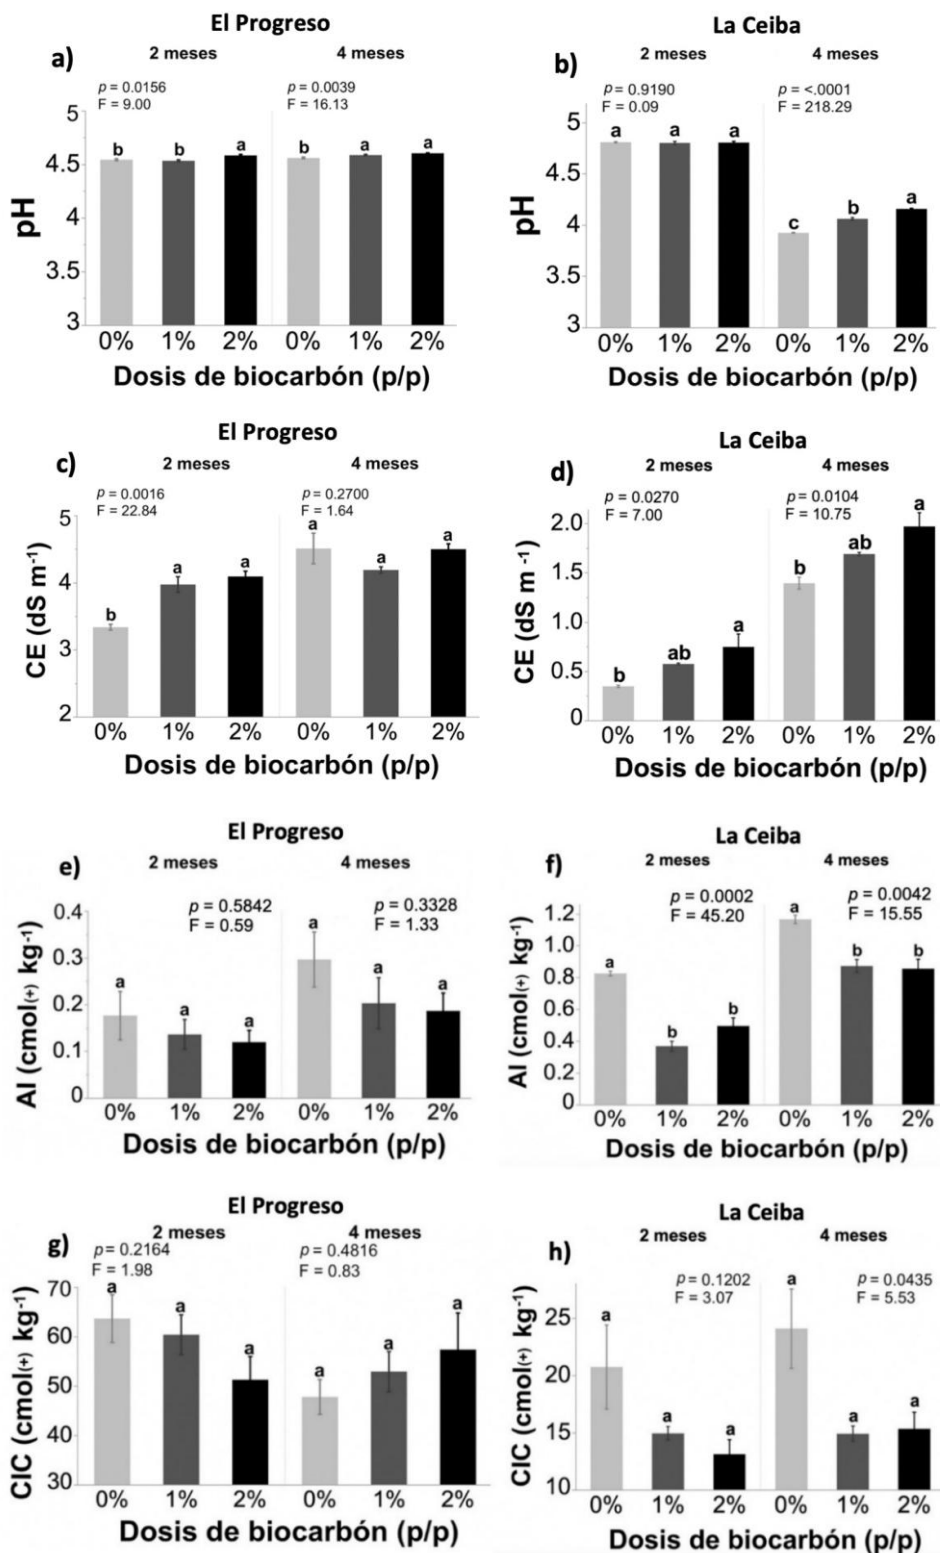 El Progreso
a) 2 meses 4 meses
p = 0.0156 p = 0.0039
F = 9.00 F = 16.13
5
4.5
4
3.5
3
pH
b b a b a a
0% 1% 2% 0% 1% 2%
Dosis de biocarbón (p/p)
La Ceiba
b) 2 meses 4 meses
p = 0.9190 p = <.0001
F = 0.09 F = 218.29
5
4.5
4
3.5
3
pH
a a a c b a
0% 1% 2% 0% 1% 2%
Dosis de biocarbón (p/p)
El Progreso
c) 2 meses 4 meses
p = 0.0016 p = 0.2700
F = 22.84 F = 1.64
5
4
3
2
CE (dS m-1)
b a a a a a
0% 1% 2% 0% 1% 2%
Dosis de biocarbón (p/p)
La Ceiba
d) 2 meses 4 meses
p = 0.0270 p = 0.0104
F = 7.00 F = 10.75
2.0
1.5
1.0
0.5
0
CE (dS m-1)
b ab a b ab a
0% 1% 2% 0% 1% 2%
Dosis de biocarbón (p/p)
El Progreso
e) 2 meses 4 meses
p = 0.5842 p = 0.3328
F = 0.59 F = 1.33
0.4
0.3
0.2
0.1
0
Al (cmol(+) kg-1)
a a a a a a
0% 1% 2% 0% 1% 2%
Dosis de biocarbón (p/p)
La Ceiba
f) 2 meses 4 meses
p = 0.0002 p = 0.0042
F = 45.20 F = 15.55
1.2
1.0
0.8
0.6
0.4
0.2
0
Al (cmol(+) kg-1)
a b b a b b
0% 1% 2% 0% 1% 2%
Dosis de biocarbón (p/p)
El Progreso
g) 2 meses 4 meses
p = 0.2164 p = 0.4816
F = 1.98 F = 0.83
70
60
50
40
30
CIC (cmol(+) kg-1)
a a a a a a
0% 1% 2% 0% 1% 2%
Dosis de biocarbón (p/p)
La Ceiba
h) 2 meses 4 meses
p = 0.1202 p = 0.0435
F = 3.07 F = 5.53
25
20
15
10
CIC (cmol(+) kg-1)
a a a a a a
0% 1% 2% 0% 1% 2%
Dosis de biocarbón (p/p)